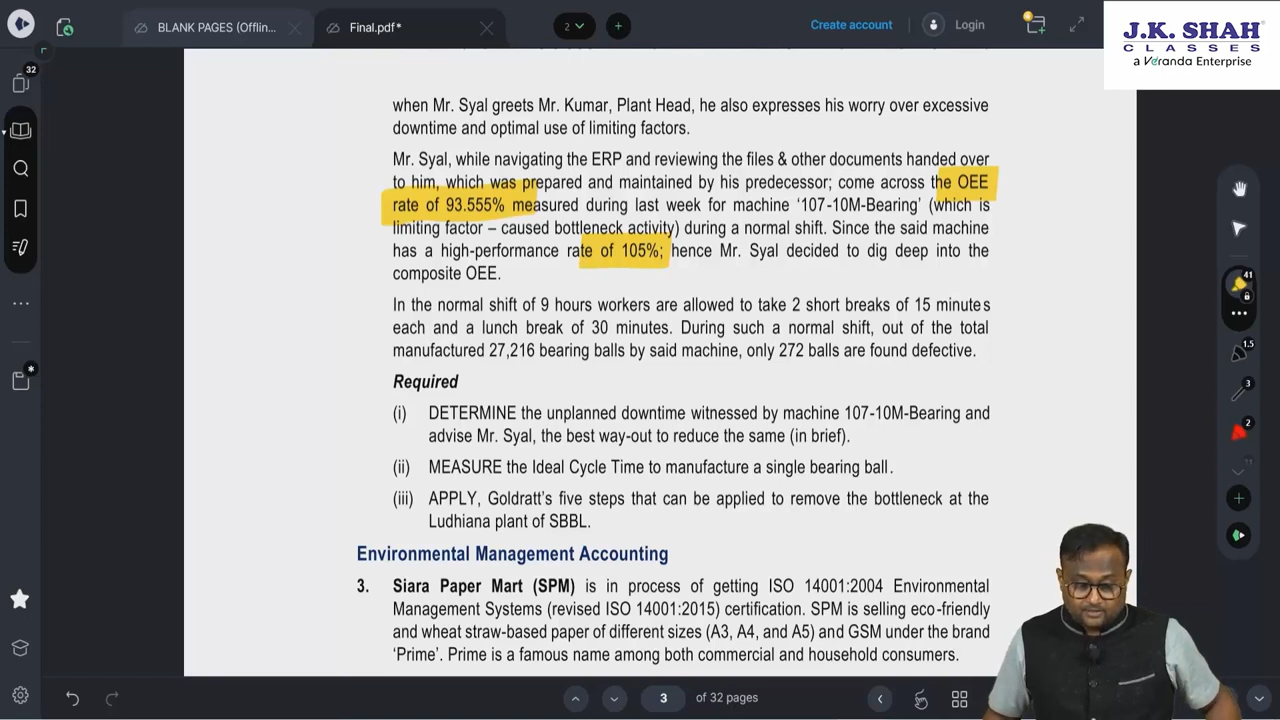 BLANK PAGES (Offlin...
Final.pdf*
2
Create account
Login
8
J.K. SHAH
CLASSES
a Veranda Enterprise
32
when Mr. Syal greets Mr. Kumar, Plant Head, he also expresses his worry over excessive
downtime and optimal use of limiting factors.
Mr. Syal, while navigating the ERP and reviewing the files & other documents handed over
to him, which was prepared and maintained by his predecessor; come across the OEE
rate of 93.555% measured during last week for machine ‘107-10M-Bearing’ (which is
limiting factor – caused bottleneck activity) during a normal shift. Since the said machine
has a high-performance rate of 105%; hence Mr. Syal decided to dig deep into the
composite OEE.
In the normal shift of 9 hours workers are allowed to take 2 short breaks of 15 minutes
each and a lunch break of 30 minutes. During such a normal shift, out of the total
manufactured 27,216 bearing balls by said machine, only 272 balls are found defective.
Required
(i) DETERMINE the unplanned downtime witnessed by machine 107-10M-Bearing and
advise Mr. Syal, the best way-out to reduce the same (in brief).
(ii) MEASURE the Ideal Cycle Time to manufacture a single bearing ball.
(iii) APPLY, Goldratt’s five steps that can be applied to remove the bottleneck at the
Ludhiana plant of SBBL.
Environmental Management Accounting
3. Siara Paper Mart (SPM) is in process of getting ISO 14001:2004 Environmental
Management Systems (revised ISO 14001:2015) certification. SPM is selling eco-friendly
and wheat straw-based paper of different sizes (A3, A4, and A5) and GSM under the brand
‘Prime’. Prime is a famous name among both commercial and household consumers.
41
1.5
3
2
3 of 32 pages